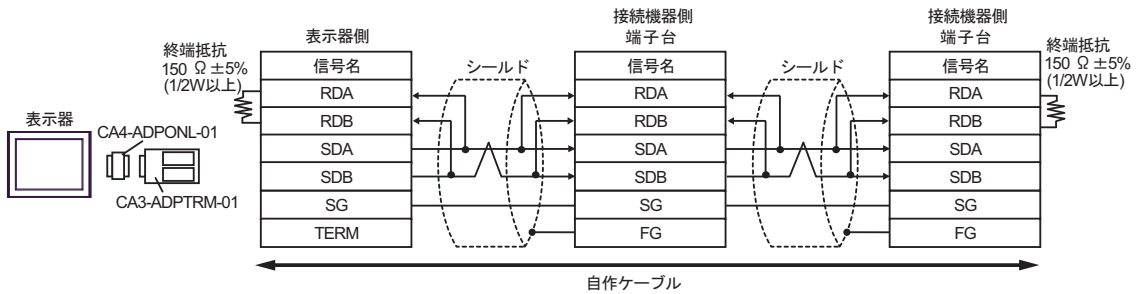 表示器
CA4-ADPONL-01
CA3-ADPTRM-01
終端抵抗
150 Ω ±5%
(1/2W以上)
表示器側
信号名
RDA
RDB
SDA
SDB
SG
TERM
シールド
接続機器側
端子台
信号名
RDA
RDB
SDA
SDB
SG
FG
シールド
接続機器側
端子台
信号名
RDA
RDB
SDA
SDB
SG
FG
終端抵抗
150 Ω ±5%
(1/2W以上)
自作ケーブル